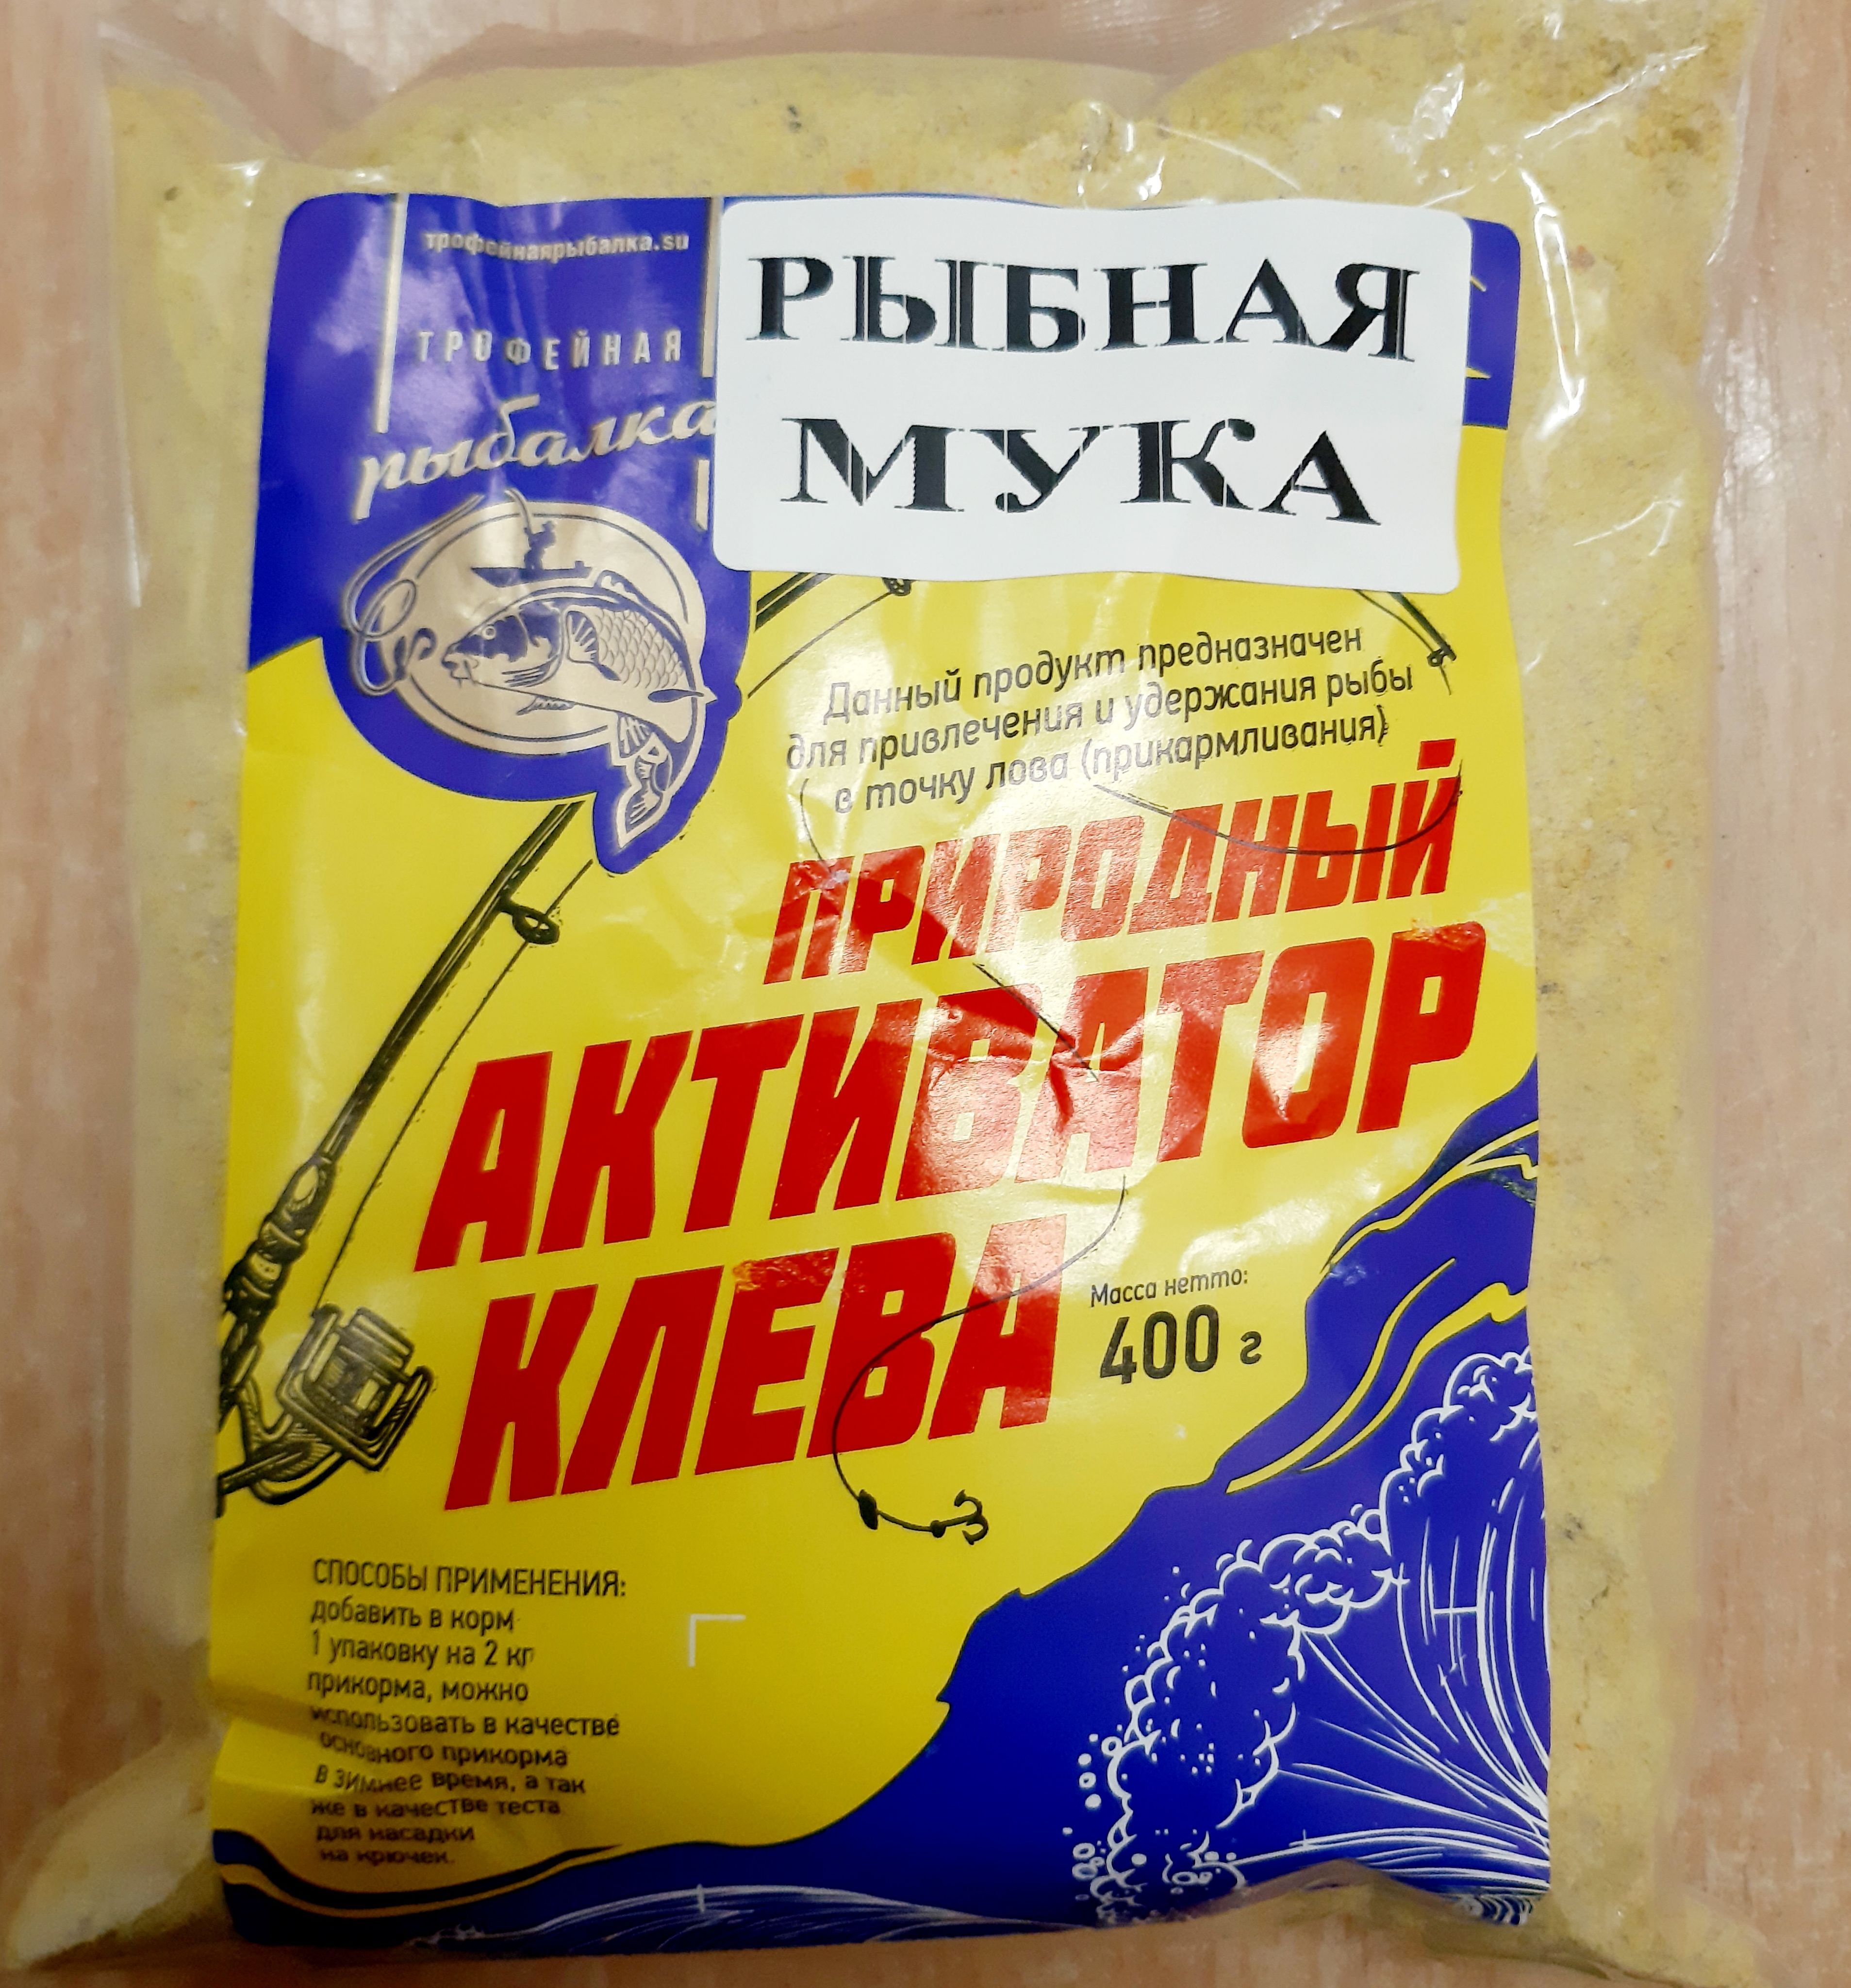 трофейнаярыбалка.su
ТРОФЕЙНАЯ
рыбалка
РЫБНАЯ
МУКА
Данный продукт предназначен
для привлечения и удержания рыбы
в точку лова (прикармливания)
ПРИРОДНЫЙ
АКТИВАТОР
КЛЕВА
Масса нетто:
400 г
СПОСОБЫ ПРИМЕНЕНИЯ:
добавить в корм
1 упаковку на 2 кг
прикорма, можно
использовать в качестве
основного прикорма
в зимнее время, а так
же в качестве теста
для насадки
на крючек.